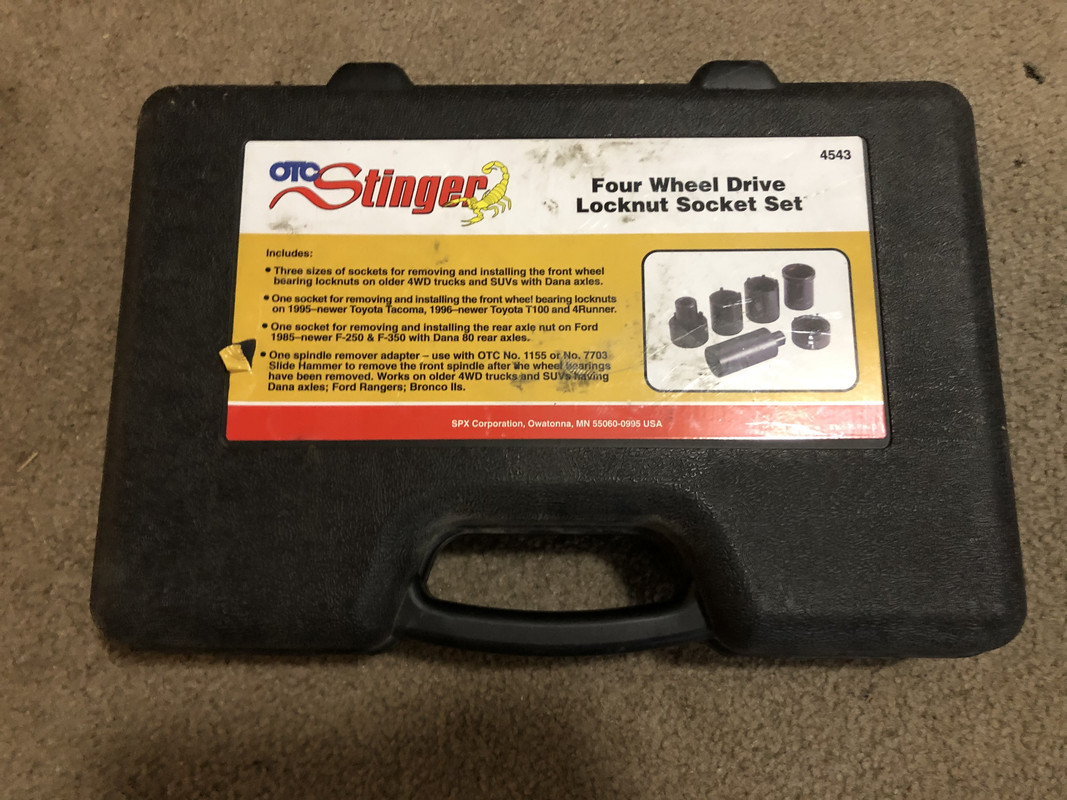 4543
OTC Stinger
Four Wheel Drive
Locknut Socket Set
Includes:
• Three sizes of sockets for removing and installing the front wheel
bearing locknuts on older 4WD trucks and SUVs with Dana axles.
• One socket for removing and installing the front wheel bearing locknuts
on 1995–newer Toyota Tacoma, 1996–newer Toyota T100 and 4Runner.
• One socket for removing and installing the rear axle nut on Ford
1985–newer F-250 & F-350 with Dana 80 rear axles.
• One spindle remover adapter – use with OTC No. 1155 or No. 7703
Slide Hammer to remove the front spindle after the wheel bearings
have been removed. Works on older 4WD trucks and SUVs having
Dana axles; Ford Rangers; Bronco IIs.
SPX Corporation, Owatonna, MN 55060-0995 USA